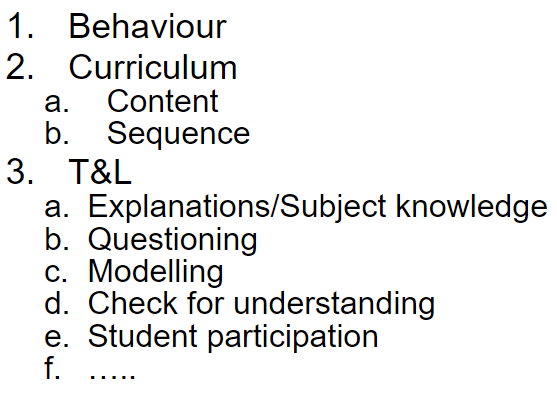 1. Behaviour
2. Curriculum
a. Content
b. Sequence
3. T&L
a. Explanations/Subject knowledge
b. Questioning
c. Modelling
d. Check for understanding
e. Student participation
f. …..